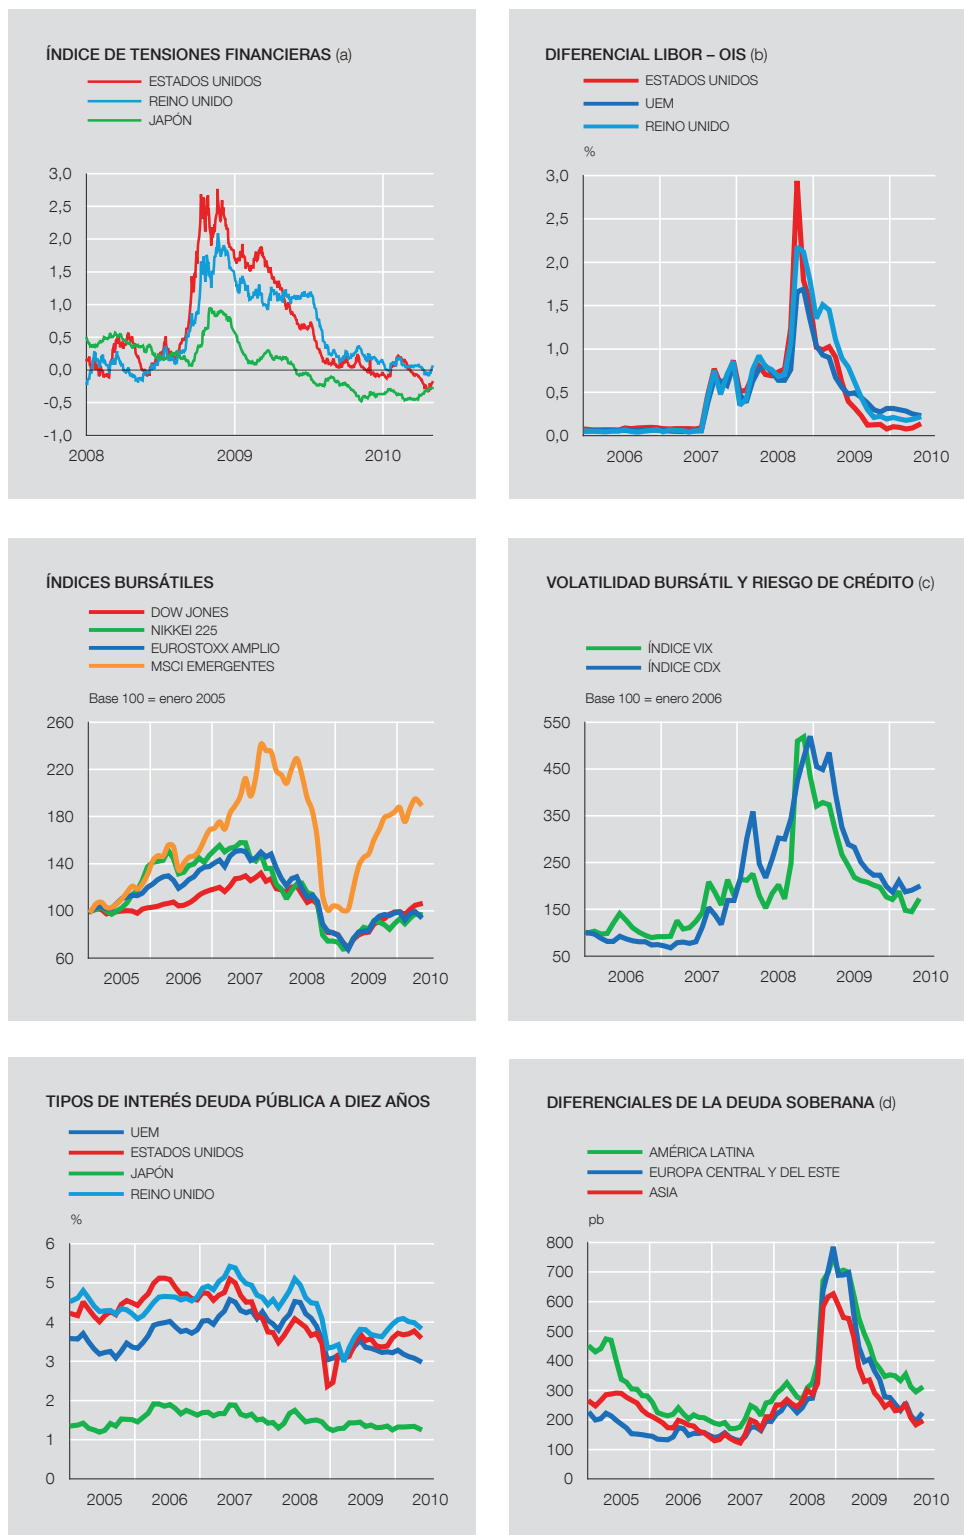 ÍNDICE DE TENSIONES FINANCIERAS (a)
ESTADOS UNIDOS
REINO UNIDO
JAPÓN
3,0
2,5
2,0
1,5
1,0
0,5
0,0
-0,5
-1,0
2008 2009 2010
DIFERENCIAL LIBOR – OIS (b)
ESTADOS UNIDOS
UEM
REINO UNIDO
%
3,0
2,5
2,0
1,5
1,0
0,5
0,0
2006 2007 2008 2009 2010
ÍNDICES BURSÁTILES
DOW JONES
NIKKEI 225
EUROSTOXX AMPLIO
MSCI EMERGENTES
Base 100 = enero 2005
260
220
180
140
100
60
2005 2006 2007 2008 2009 2010
VOLATILIDAD BURSÁTIL Y RIESGO DE CRÉDITO (c)
ÍNDICE VIX
ÍNDICE CDX
Base 100 = enero 2006
550
450
350
250
150
50
2006 2007 2008 2009 2010
TIPOS DE INTERÉS DEUDA PÚBLICA A DIEZ AÑOS
UEM
ESTADOS UNIDOS
JAPÓN
REINO UNIDO
%
6
5
4
3
2
1
0
2005 2006 2007 2008 2009 2010
DIFERENCIALES DE LA DEUDA SOBERANA (d)
AMÉRICA LATINA
EUROPA CENTRAL Y DEL ESTE
ASIA
pb
800
700
600
500
400
300
200
100
0
2005 2006 2007 2008 2009 2010